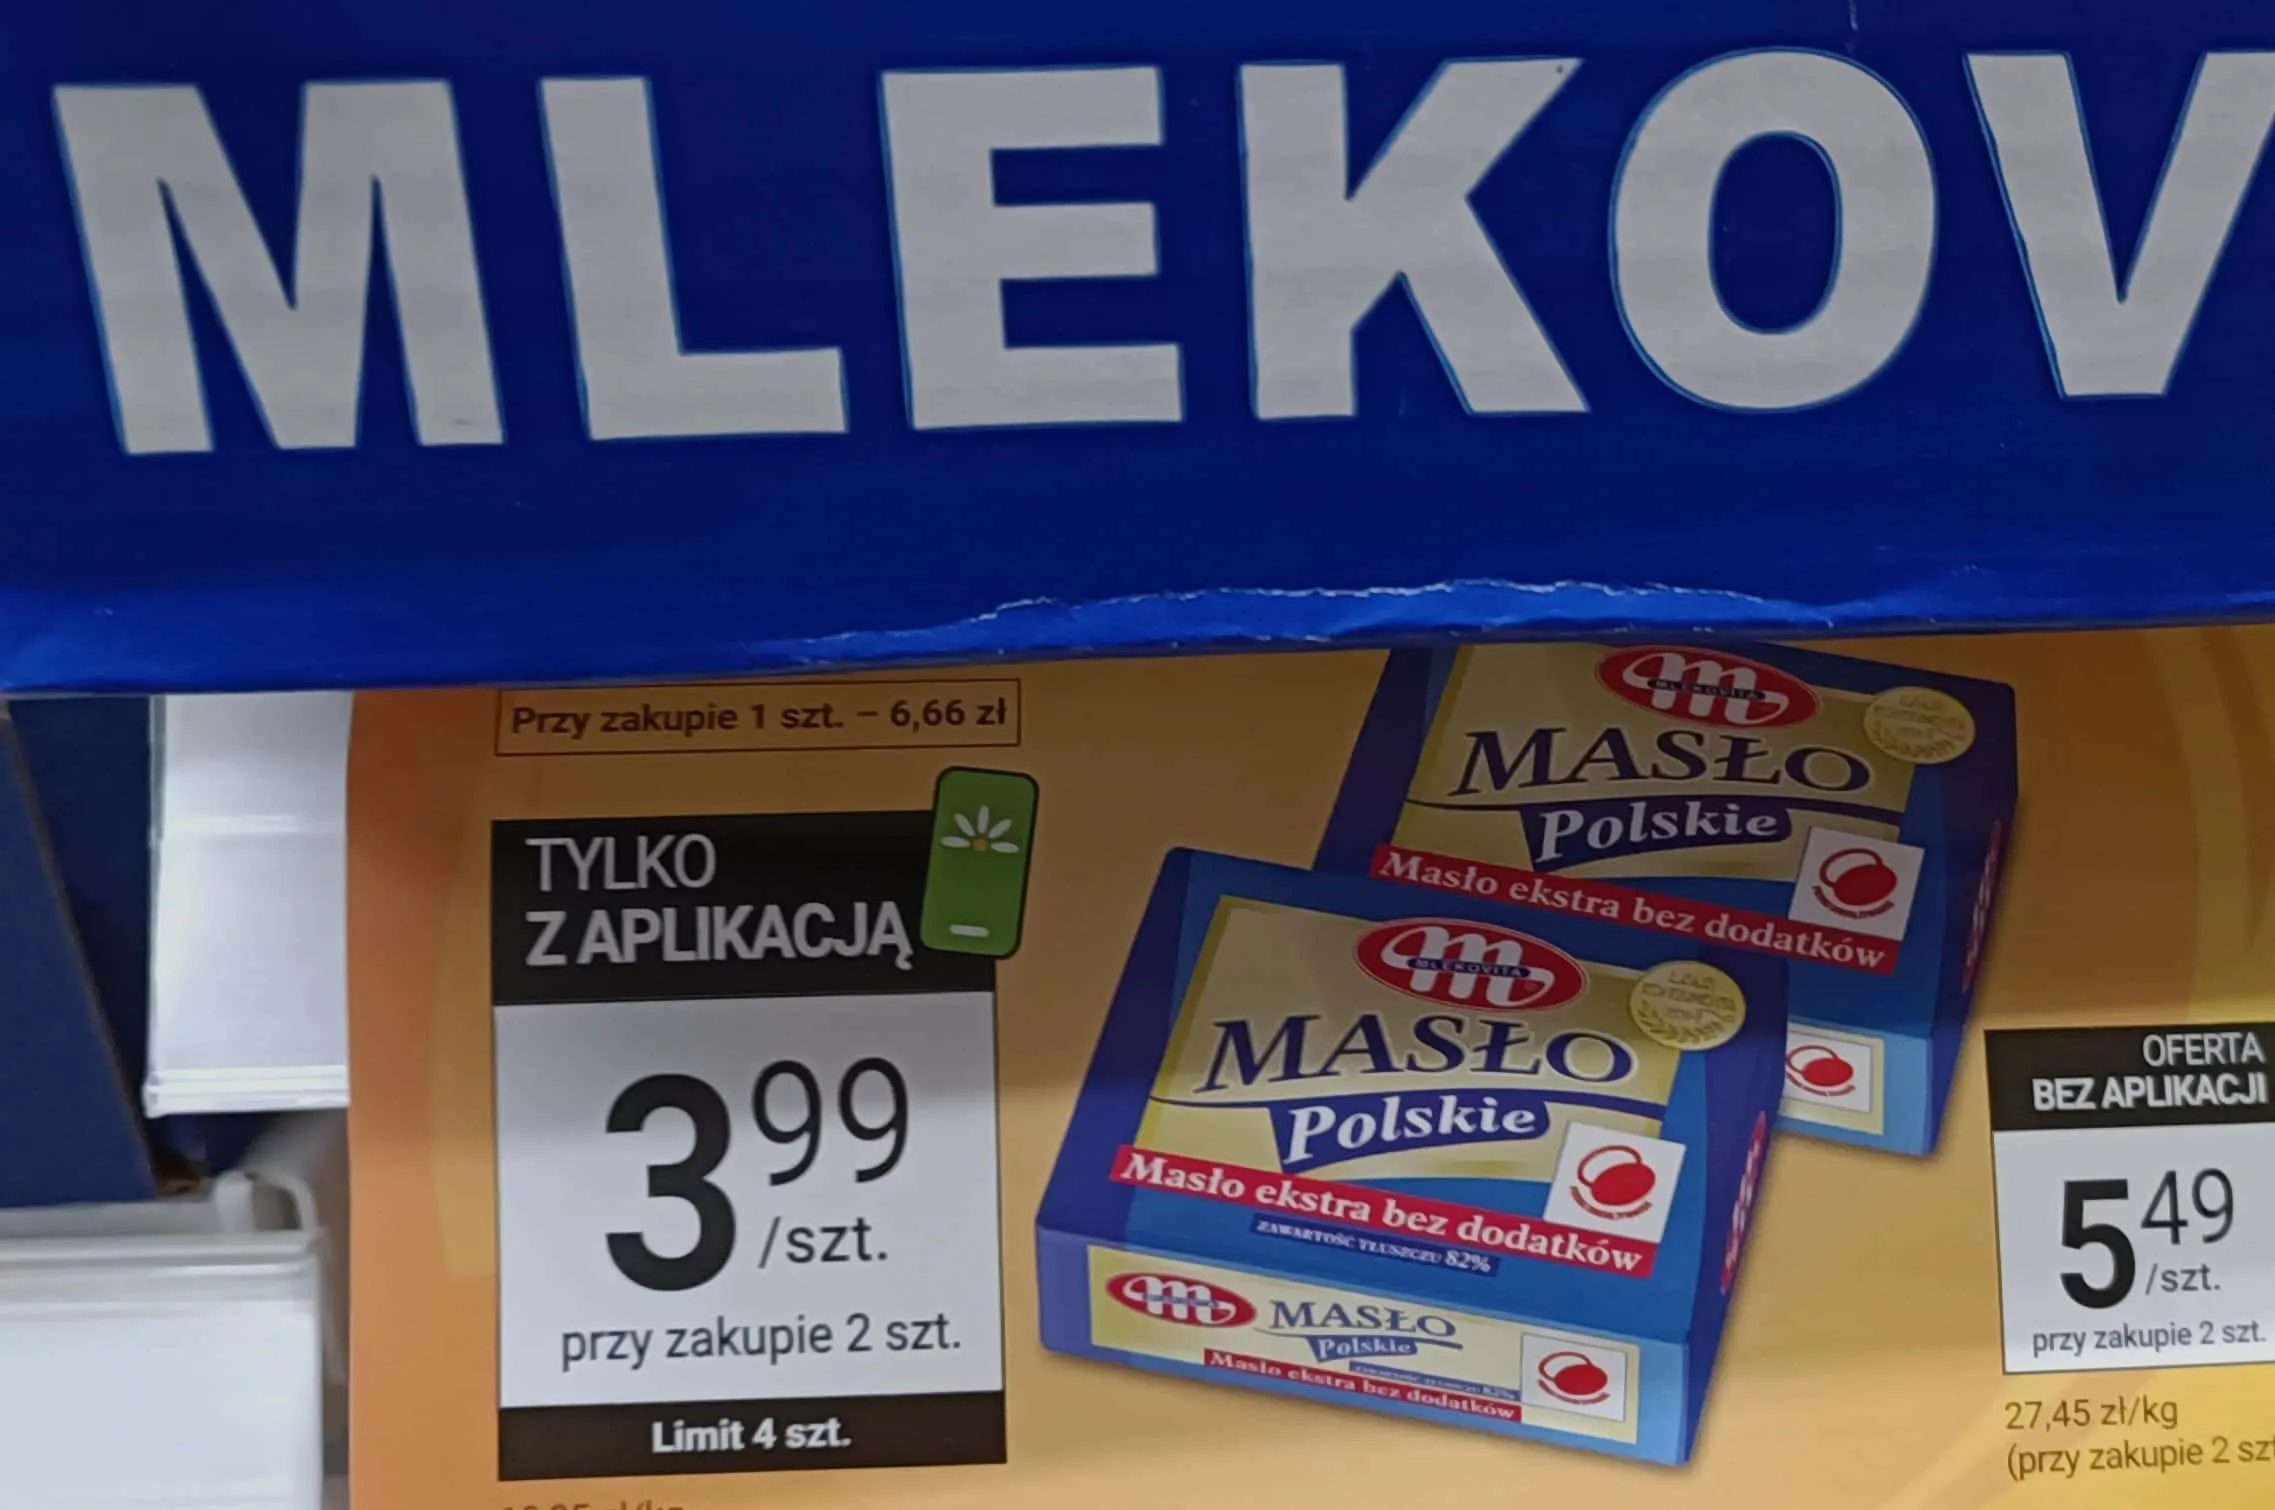 MLEKOV
Przy zakupie 1 szt. – 6,66 zł
TYLKO
Z APLIKACJĄ
3 99
/szt.
przy zakupie 2 szt.
Limit 4 szt.
MLEKOVITA
MASŁO
Polskie
Masło ekstra bez dodatków
MLEKOVITA
MASŁO
Polskie
Masło ekstra bez dodatków
ZAWARTOŚĆ TŁUSZCZU 82%
MASŁO
Polskie
Masło ekstra bez dodatków
OFERTA
BEZ APLIKACJI
5 49
/szt.
przy zakupie 2 szt.
27,45 zł/kg
(przy zakupie 2 szt